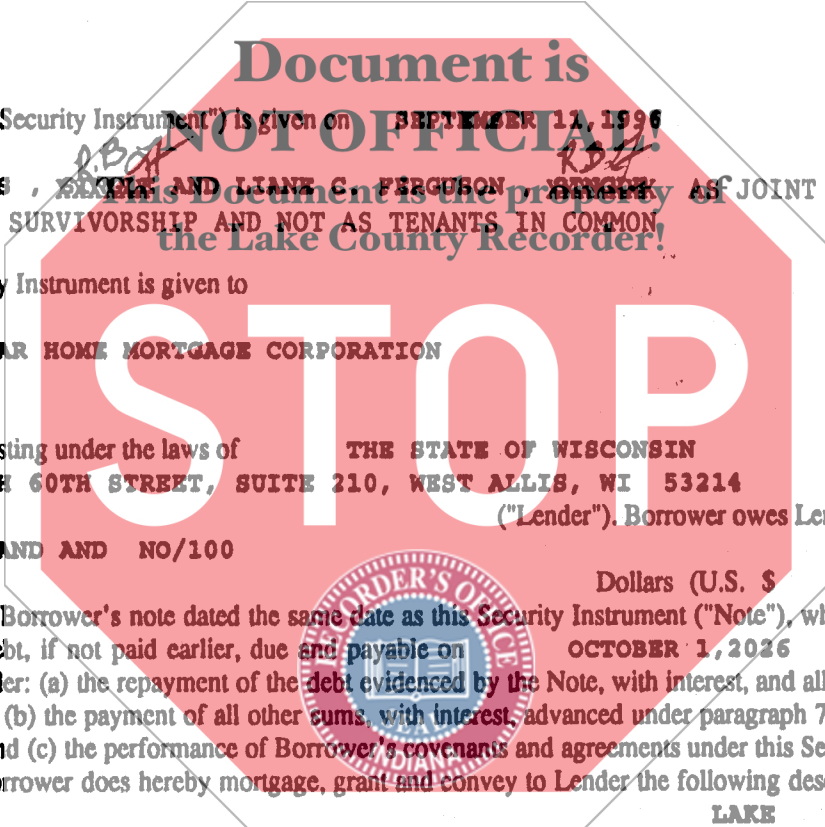 Document is
NOT OFFICIAL!
This Document is the property of
the Lake County Recorder!
STOP
Security Instrument") is given on SEPTEMBER 11,1996
AND LIANE C. FERGUSON , AS JOINT
SURVIVORSHIP AND NOT AS TENANTS IN COMMON
Instrument is given to
AR HOME MORTGAGE CORPORATION
sting under the laws of THE STATE OF WISCONSIN
H 60TH STREET, SUITE 210, WEST ALLIS, WI 53214
("Lender"). Borrower owes Len
AND AND NO/100
Dollars (U.S. $
Borrower's note dated the same date as this Security Instrument ("Note"), wh
bt, if not paid earlier, due and payable on OCTOBER 1,2026
er: (a) the repayment of the debt evidenced by the Note, with interest, and all
(b) the payment of all other sums, with interest, advanced under paragraph 7
d (c) the performance of Borrower's covenants and agreements under this Se
rrower does hereby mortgage, grant and convey to Lender the following desc
LAKE
RECORDER'S OFFICE
SEAL
INDIANA